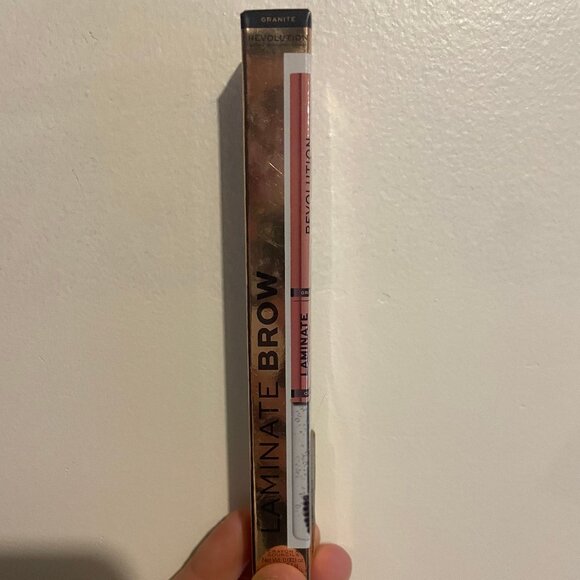 GRANITE
REVOLUTION
LAMINATE BROW
REVOLUTION
LAMINATE